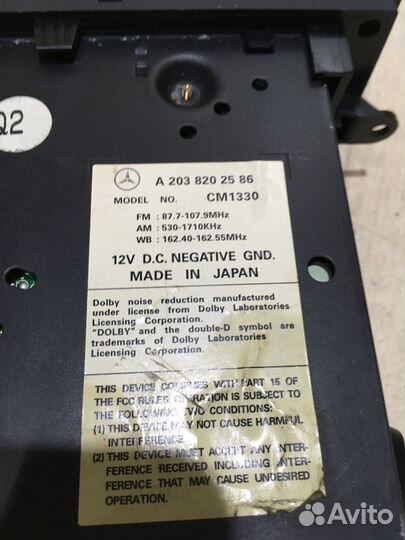 Q2
A 203 820 25 86
MODEL NO. CM1330
FM : 87.7-107.9MHz
AM : 530-1710KHz
WB : 162.40-162.55MHz
12V D.C. NEGATIVE GND.
MADE IN JAPAN
Dolby noise reduction manufactured
under license from Dolby Laboratories
Licensing Corporation.
"DOLBY" and the double-D symbol are
trademarks of Dolby Laboratories
Licensing Corporation.
THIS DEVICE COMPLIES WITH PART 15 of
THE FCC RULES OPERATION IS SUBJECT TO
THE FOLLOWING CONDITIONS:
(1) THIS DEVICE MAY NOT CAUSE HARMFUL
INTERFERENCE.
(2) THIS DEVICE MUST ACCEPT ANY INTER-
FERENCE RECEIVED INCLUDING INTER-
FERENCE THAT MAY CAUSE UNDESIRED
OPERATION.
Avito